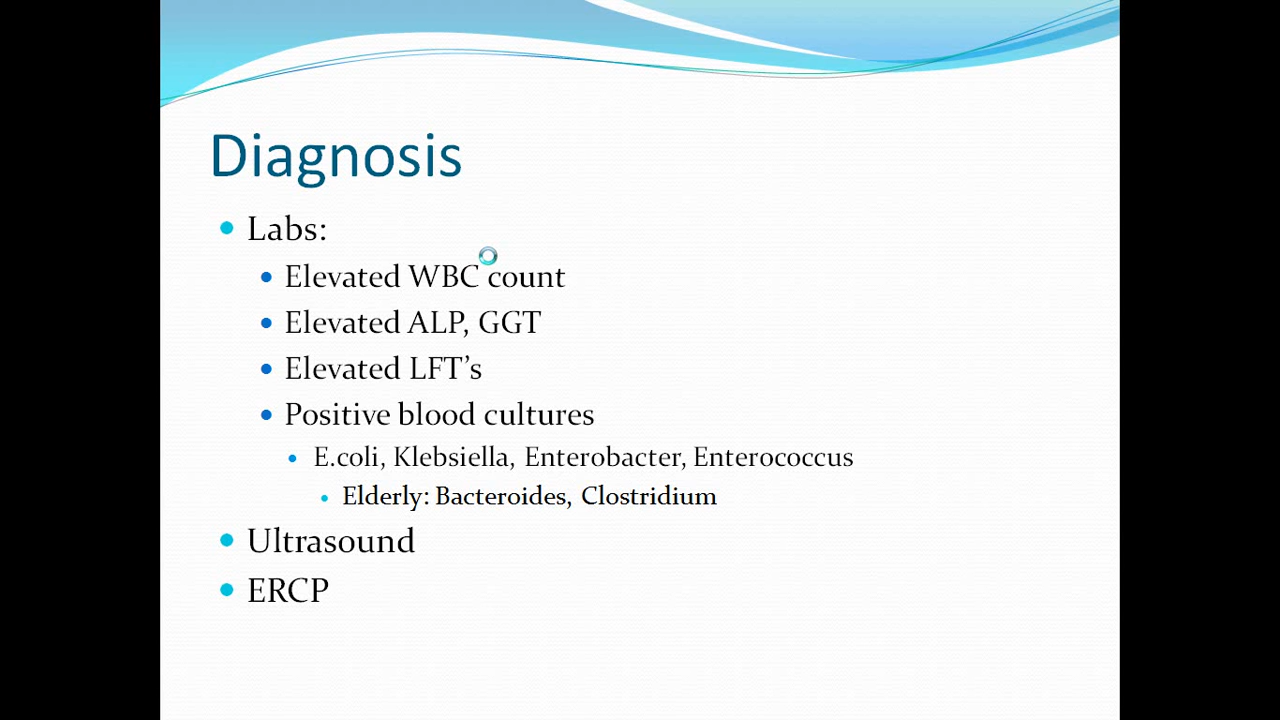 Diagnosis
Labs:
Elevated WBC count
Elevated ALP, GGT
Elevated LFT’s
Positive blood cultures
E.coli, Klebsiella, Enterobacter, Enterococcus
Elderly: Bacteroides, Clostridium
Ultrasound
ERCP